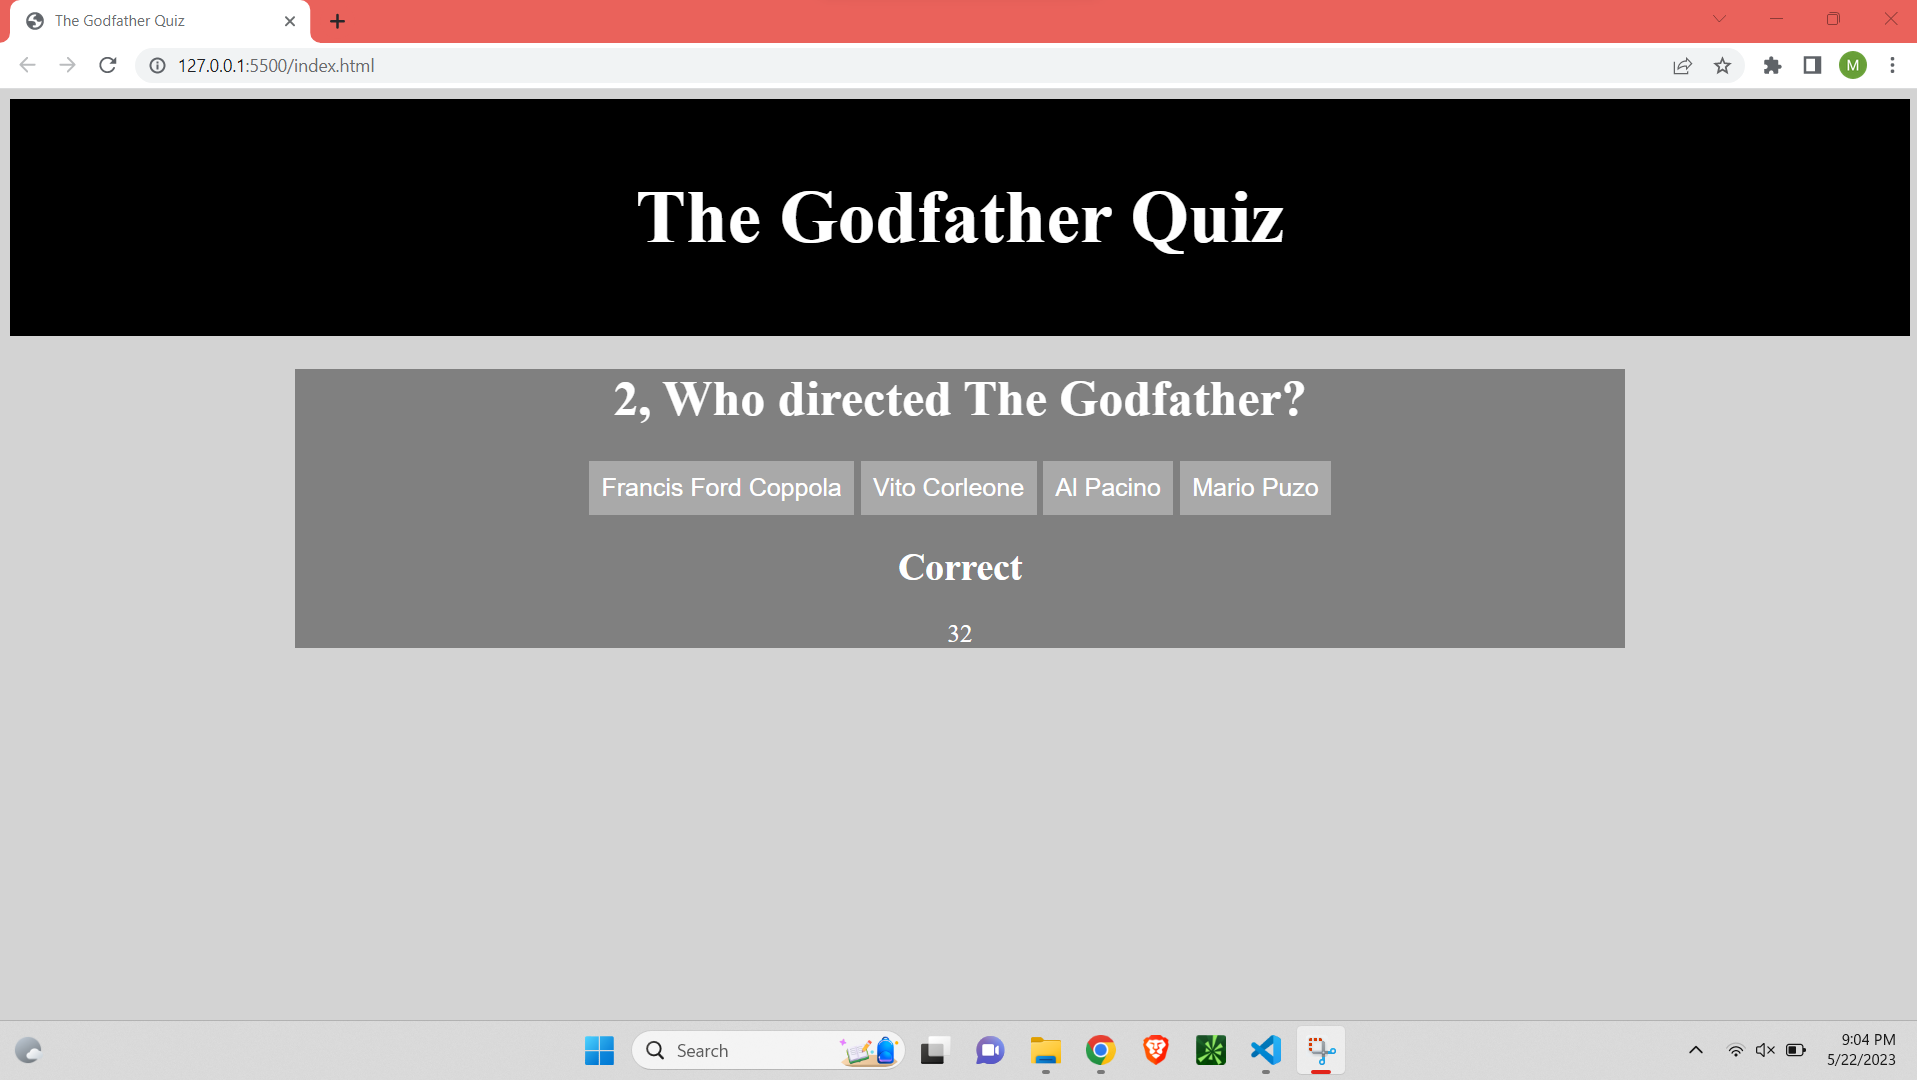 The Godfather Quiz
127.0.0.1:5500/index.html
M
The Godfather Quiz
2, Who directed The Godfather?
Francis Ford Coppola Vito Corleone Al Pacino Mario Puzo
Correct
32
Search
9:04 PM
5/22/2023